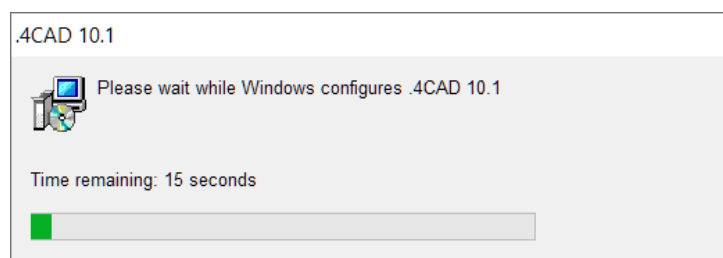 .4CAD 10.1
Please wait while Windows configures .4CAD 10.1
Time remaining: 15 seconds